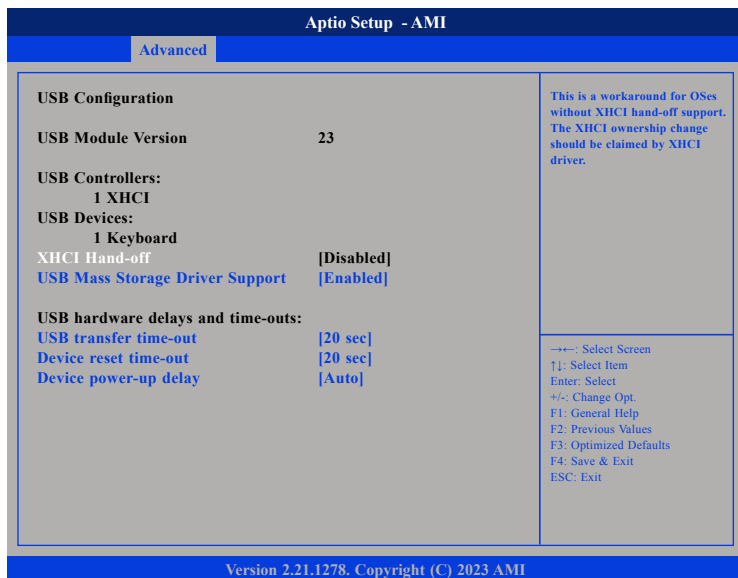 Aptio Setup - AMI
Advanced
USB Configuration
USB Module Version 23
USB Controllers:
1 XHCI
USB Devices:
1 Keyboard
XHCI Hand-off [Disabled]
USB Mass Storage Driver Support [Enabled]
USB hardware delays and time-outs:
USB transfer time-out [20 sec]
Device reset time-out [20 sec]
Device power-up delay [Auto]
This is a workaround for OSes
without XHCI hand-off support.
The XHCI ownership change
should be claimed by XHCI
driver.
→←: Select Screen
↑↓: Select Item
Enter: Select
+/-: Change Opt.
F1: General Help
F2: Previous Values
F3: Optimized Defaults
F4: Save & Exit
ESC: Exit
Version 2.21.1278. Copyright (C) 2023 AMI